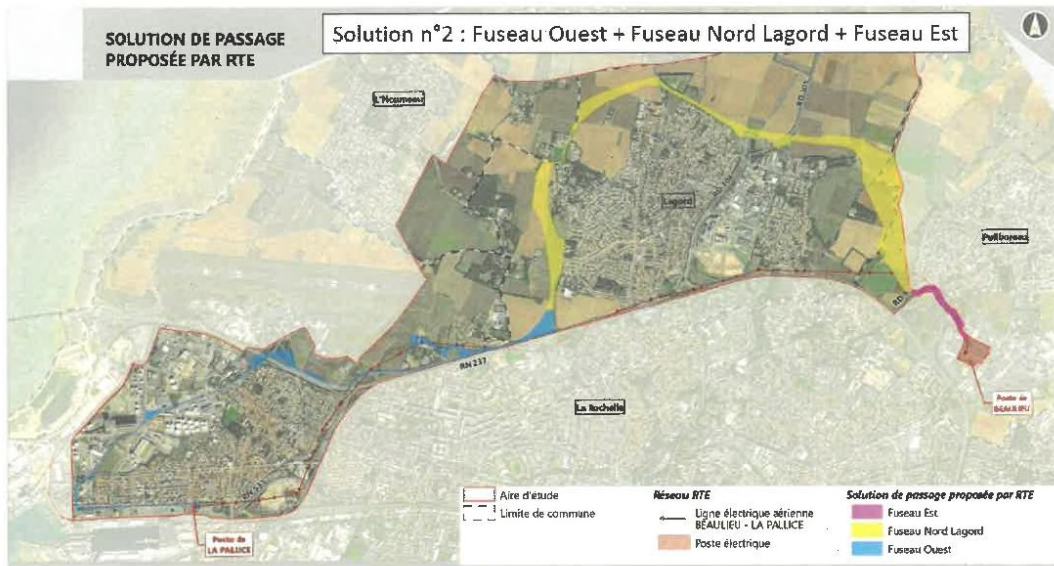 SOLUTION DE PASSAGE
PROPOSÉE PAR RTE
Solution n°2 : Fuseau Ouest + Fuseau Nord Lagord + Fuseau Est
L'Houmeau
Lagord
Puilboreau
RN 237
La Rochelle
Poste de
BEAULIEU
Poste de
LA PALLICE
Aire d'étude
Limite de commune
Réseau RTE
Ligne électrique aérienne
BEAULIEU - LA PALLICE
Poste électrique
Solution de passage proposée par RTE
Fuseau Est
Fuseau Nord Lagord
Fuseau Ouest